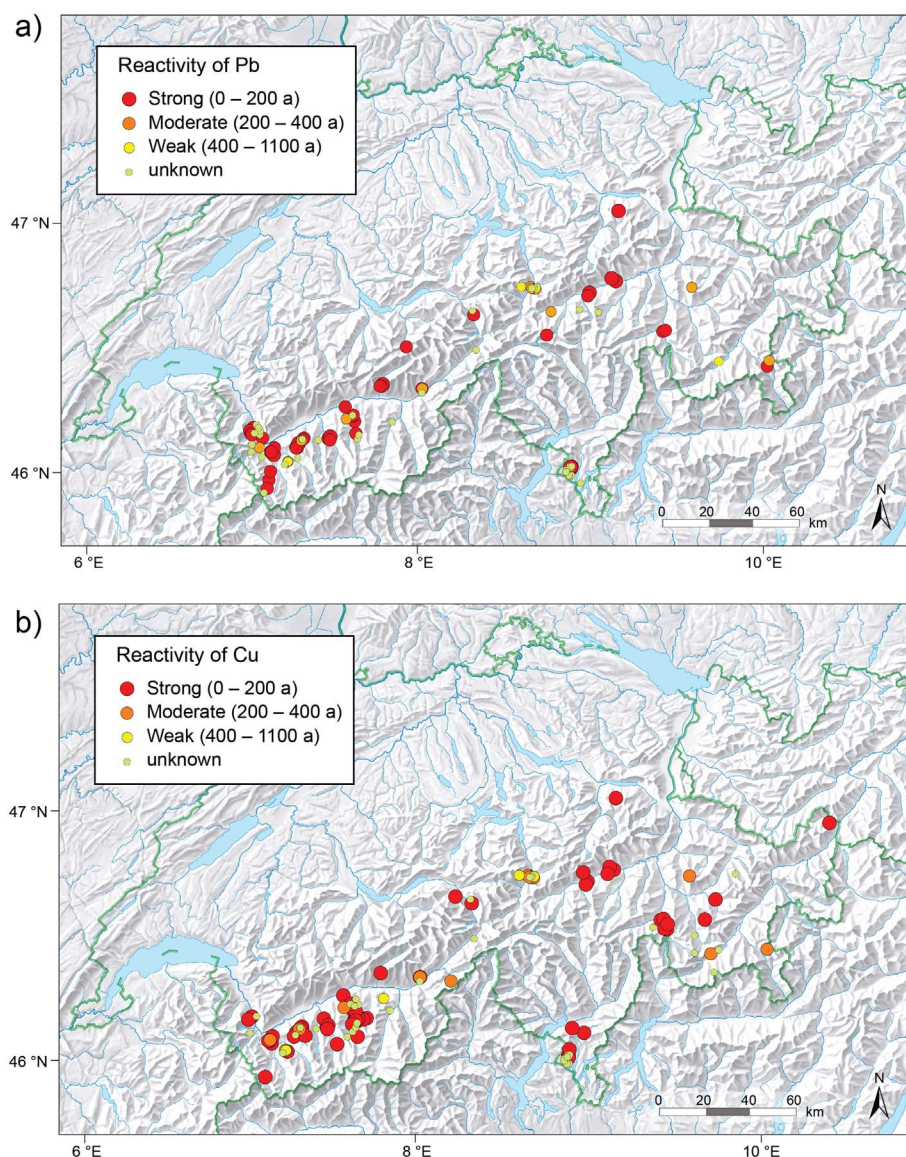 a)
Reactivity of Pb
Strong (0 – 200 a)
Moderate (200 – 400 a)
Weak (400 – 1100 a)
unknown
47 °N
46 °N
N
0 20 40 60
km
6 °E 8 °E 10 °E
b)
Reactivity of Cu
Strong (0 – 200 a)
Moderate (200 – 400 a)
Weak (400 – 1100 a)
unknown
47 °N
46 °N
N
0 20 40 60
km
6 °E 8 °E 10 °E